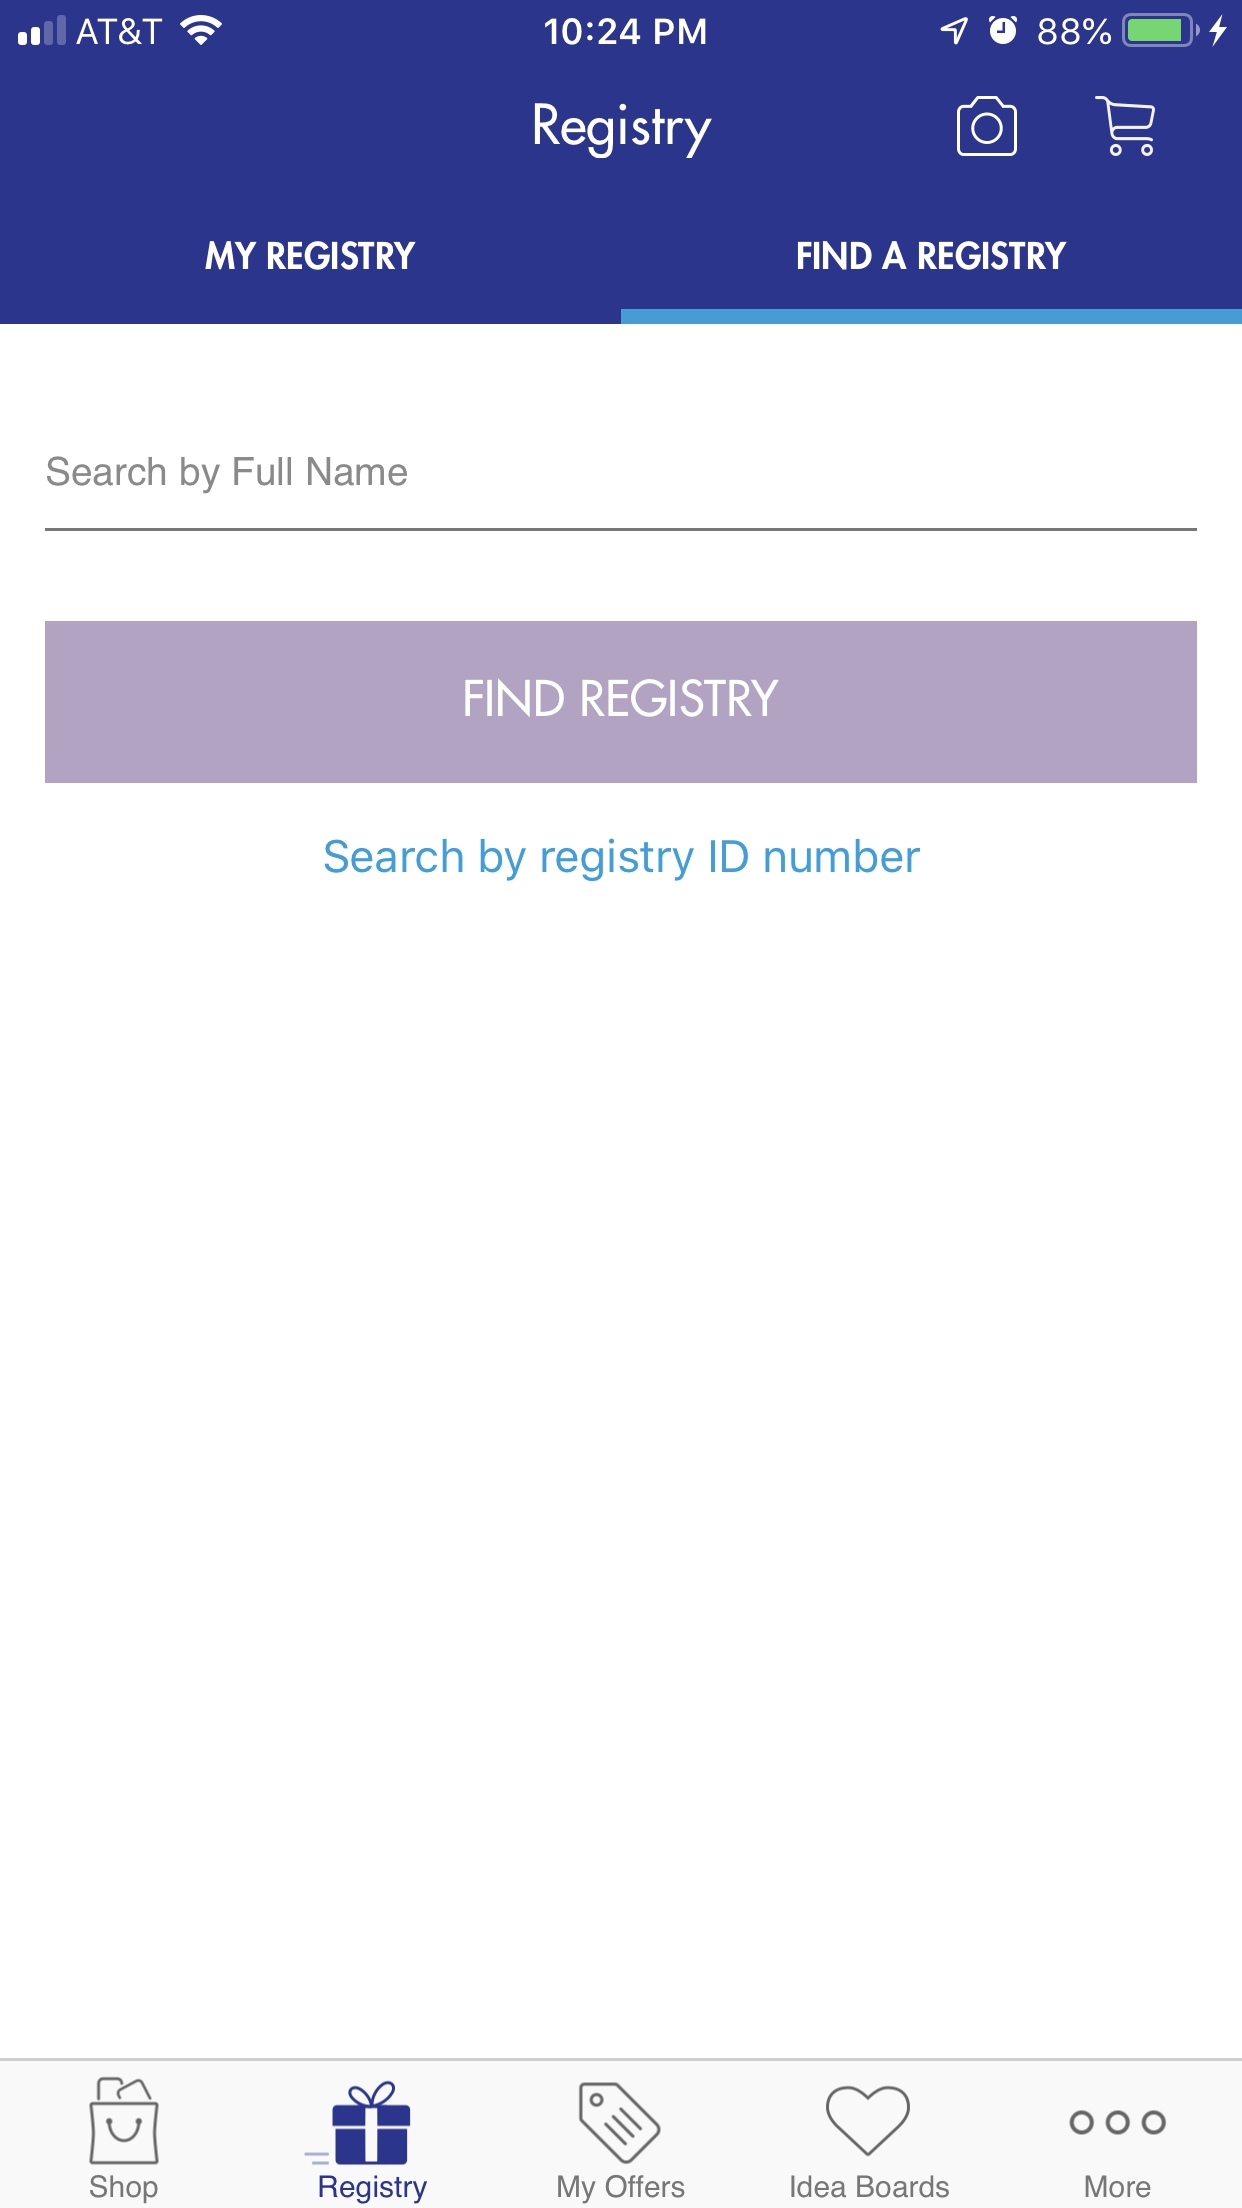 AT&T 10:24 PM 88%
Registry
MY REGISTRY FIND A REGISTRY
Search by Full Name
FIND REGISTRY
Search by registry ID number
Shop Registry My Offers Idea Boards More